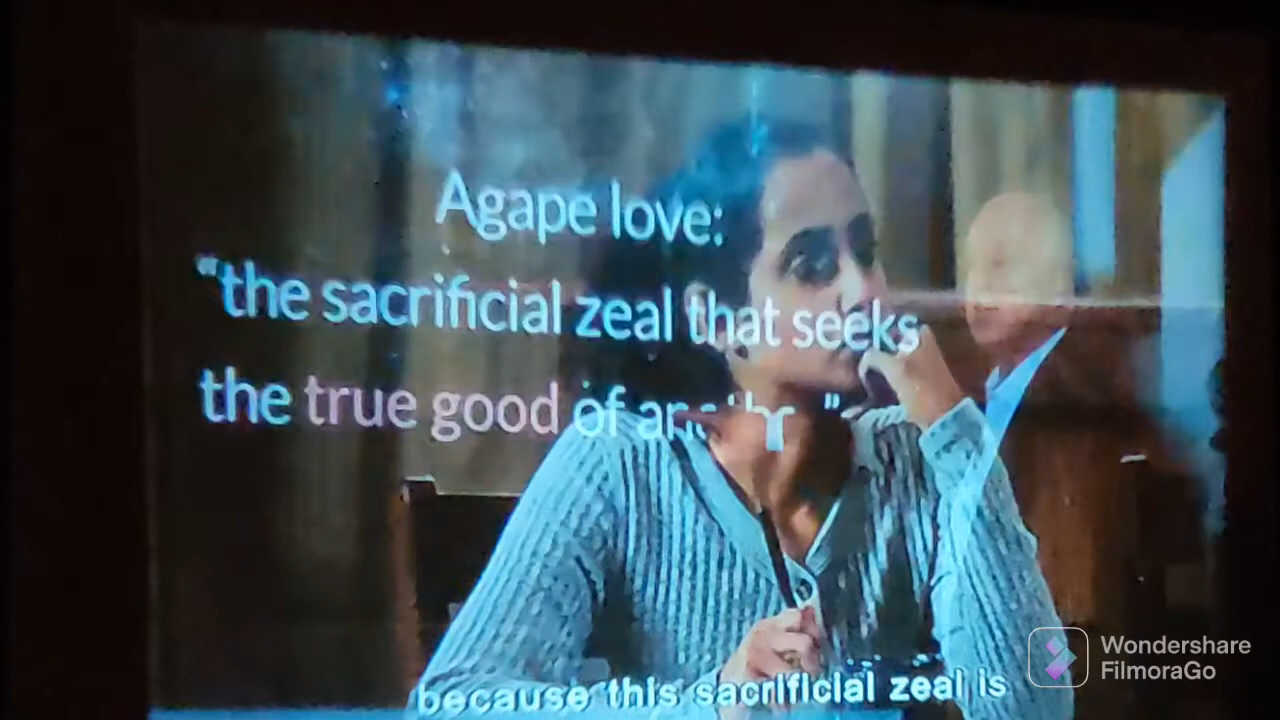 Agape love:
“the sacrificial zeal that seeks
the true good of
because this sacrificial zeal is
Wondershare
FilmoraGo